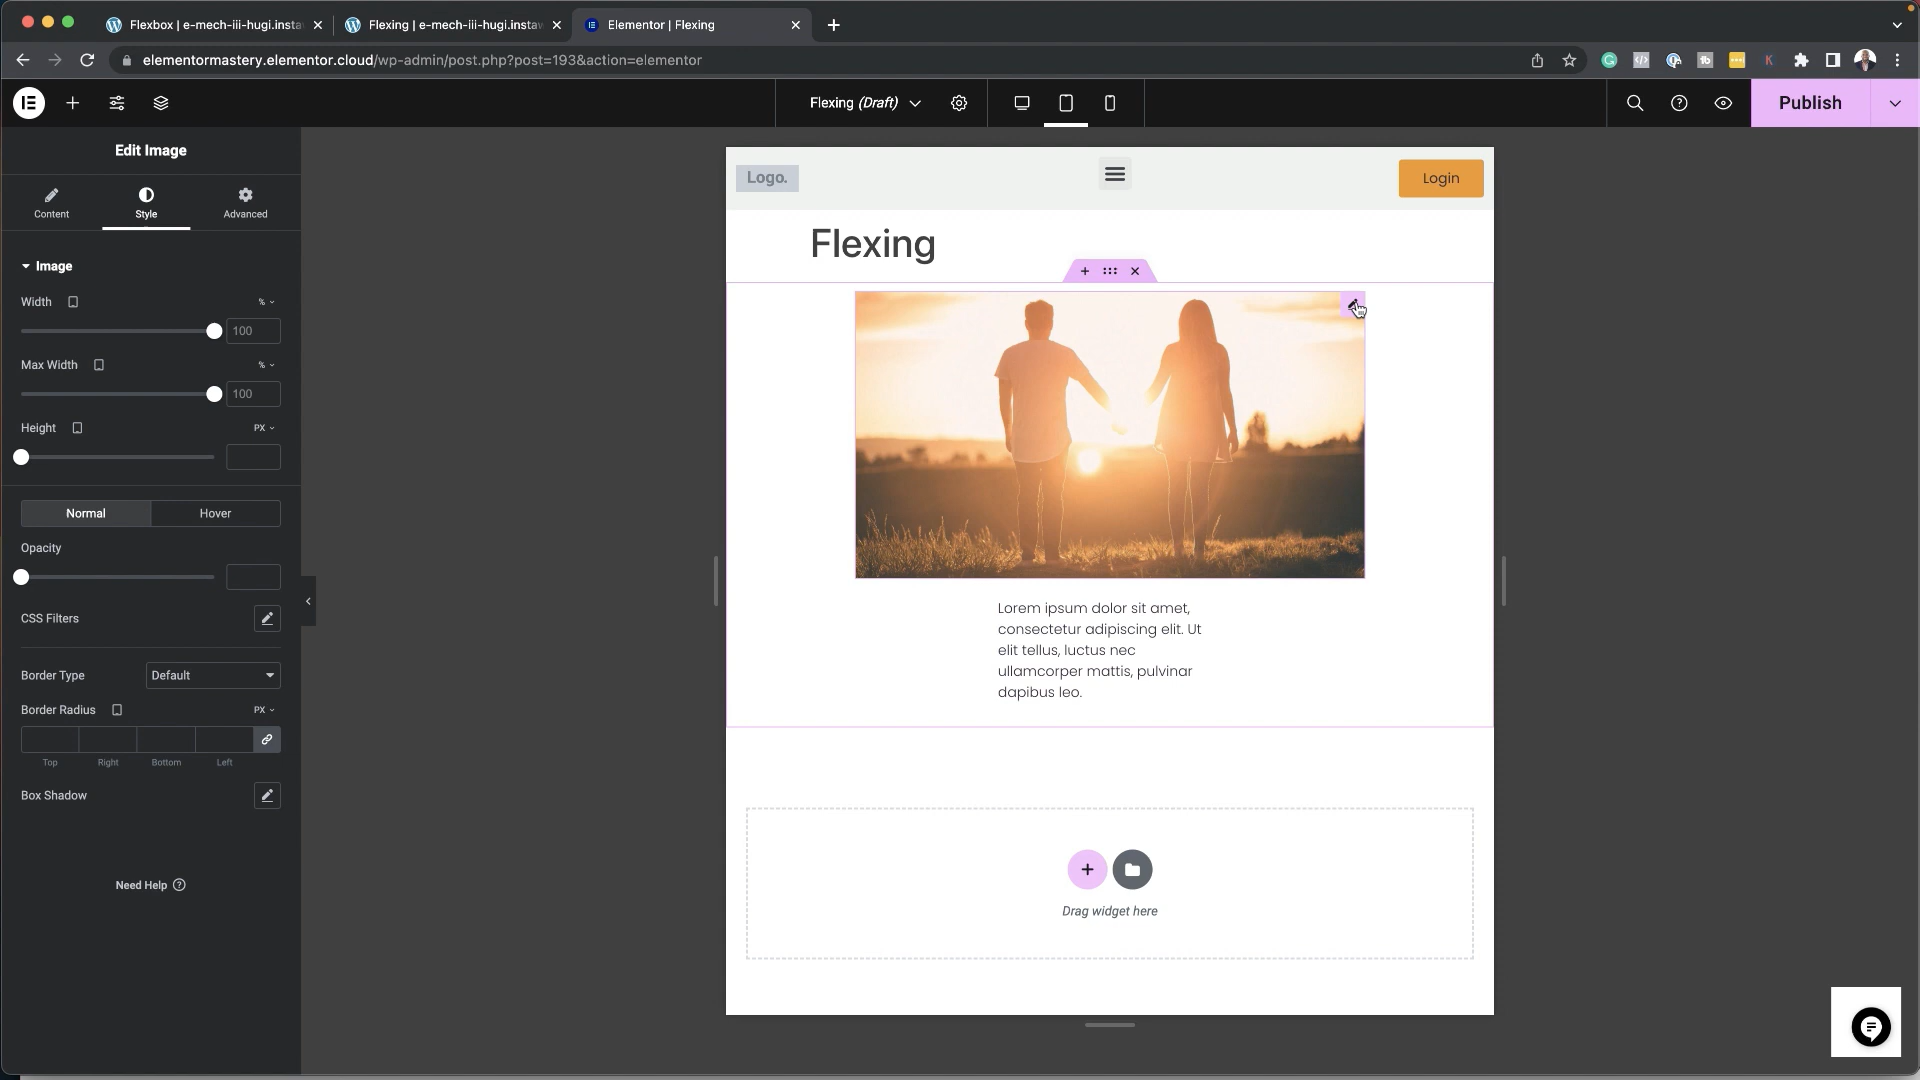 Flexbox | e-mech-iii-hugi.insta
Flexing | e-mech-iii-hugi.instaw
Elementor | Flexing
elementormastery.elementor.cloud/wp-admin/post.php?post=193&action=elementor
Flexing (Draft)
Publish
Edit Image
Content
Style
Advanced
Image
Width
%
100
Max Width
%
100
Height
PX
Normal
Hover
Opacity
CSS Filters
Border Type
Default
Border Radius
PX
Top
Right
Bottom
Left
Box Shadow
Need Help
Logo.
Login
Flexing
Lorem ipsum dolor sit amet,
consectetur adipiscing elit. Ut
elit tellus, luctus nec
ullamcorper mattis, pulvinar
dapibus leo.
Drag widget here